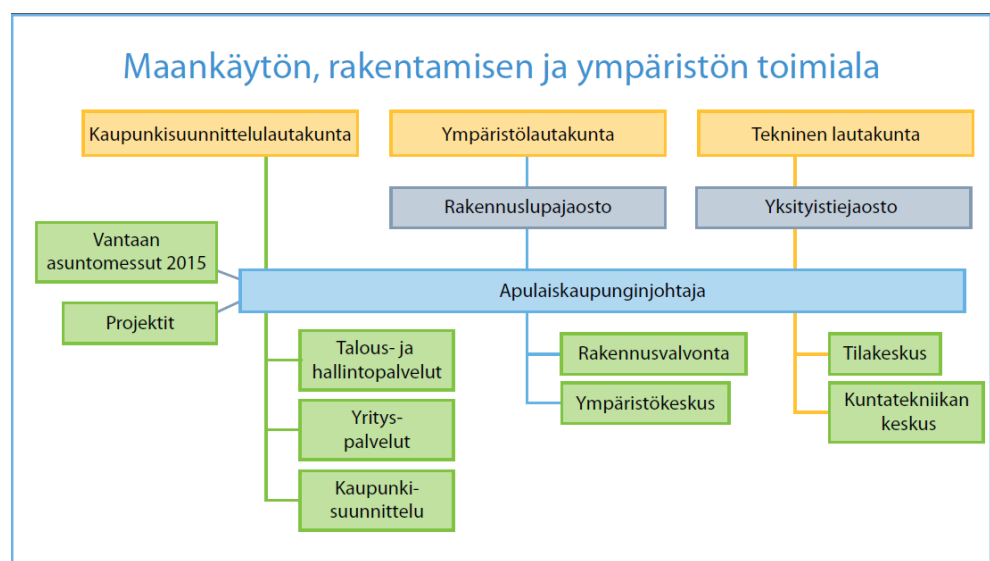 Maankäytön, rakentamisen ja ympäristön toimiala
Kaupunkisuunnittelulautakunta
Ympäristölautakunta
Tekninen lautakunta
Rakennuslupajaosto
Yksityistiejaosto
Vantaan
asuntomessut 2015
Projektit
Apulaiskaupunginjohtaja
Talous- ja
hallintopalvelut
Yritys-
palvelut
Kaupunki-
suunnittelu
Rakennusvalvonta
Ympäristökeskus
Tilakeskus
Kuntatekniikan
keskus